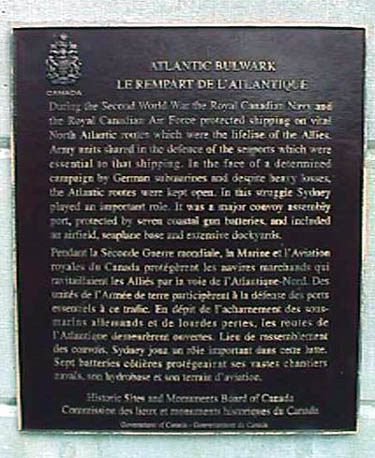 CANADA
ATLANTIC BULWARK
LE REMPART DE L'ATLANTIQUE
During the Second World War the Royal Canadian Navy and
the Royal Canadian Air Force protected shipping on vital
North Atlantic routes which were the lifeline of the Allies.
Army units shared in the defence of the seaports which were
essential to that shipping. In the face of a determined
campaign by German submarines and despite heavy losses,
the Atlantic routes were kept open. In this struggle Sydney
played an important role. It was a major convoy assembly
port, protected by seven coastal gun batteries, and included
an airfield, seaplane base and extensive dockyards.
Pendant la Seconde Guerre mondiale, la Marine et l'Aviation
royales du Canada protégèrent les navires marchands qui
ravitaillaient les Alliés par la voie de l'Atlantique-Nord. Des
unités de l'Armée de terre participèrent à la défense des ports
essentiels à ce trafic. En dépit de l'acharnement des sous-
marins allemands et de lourdes pertes, les routes de
l'Atlantique demeurèrent ouvertes. Lieu de rassemblement
des convois, Sydney joua un rôle important dans cette lutte.
Sept batteries côtières protégeaient ses vastes chantiers
navals, son hydrobase et son terrain d'aviation.
Historic Sites and Monuments Board of Canada
Commission des lieux et monuments historiques du Canada
Government of Canada - Gouvernement du Canada